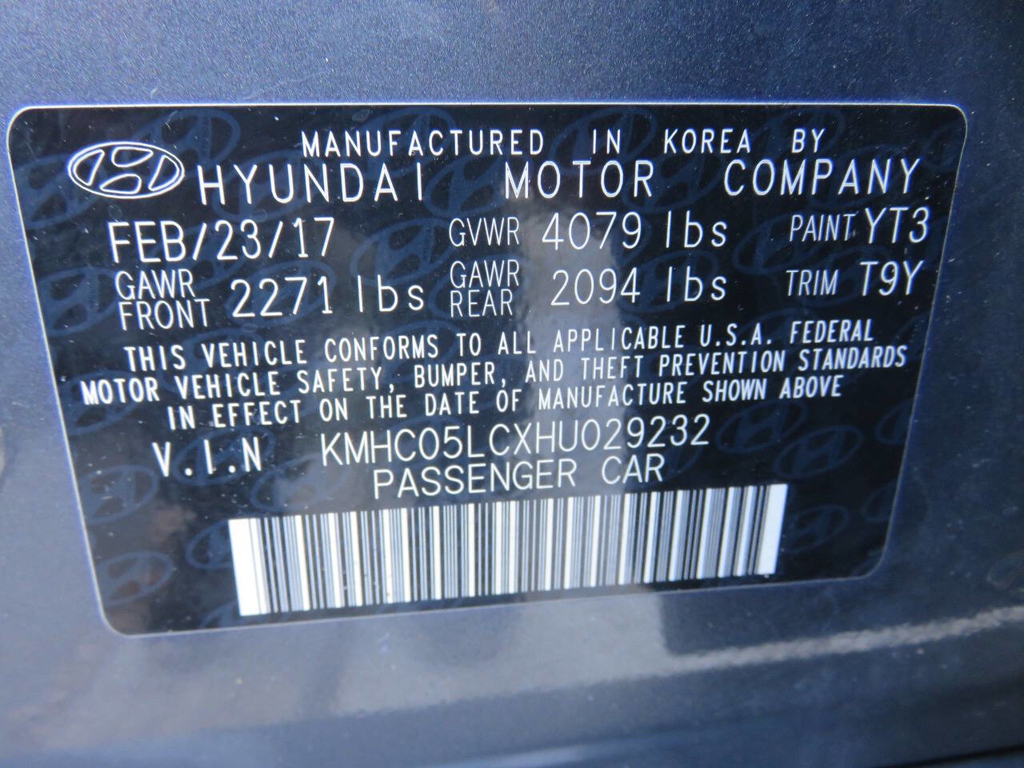 MANUFACTURED IN KOREA BY
HYUNDAI MOTOR COMPANY
FEB/23/17 GVWR 4079 lbs PAINT YT3
GAWR FRONT 2271 lbs GAWR REAR 2094 lbs TRIM T9Y
THIS VEHICLE CONFORMS TO ALL APPLICABLE U.S.A. FEDERAL
MOTOR VEHICLE SAFETY, BUMPER, AND THEFT PREVENTION STANDARDS
IN EFFECT ON THE DATE OF MANUFACTURE SHOWN ABOVE
V.I.N KMHC05LCXHU029232
PASSENGER CAR